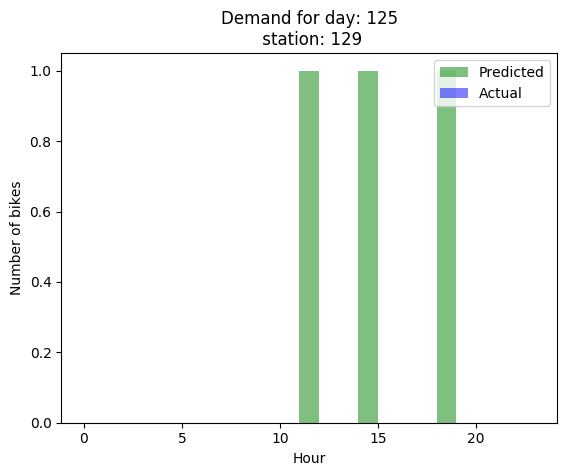 Demand for day: 125
station: 129
Predicted
Actual
Number of bikes
1.0
0.8
0.6
0.4
0.2
0.0
0
5
10
15
20
Hour